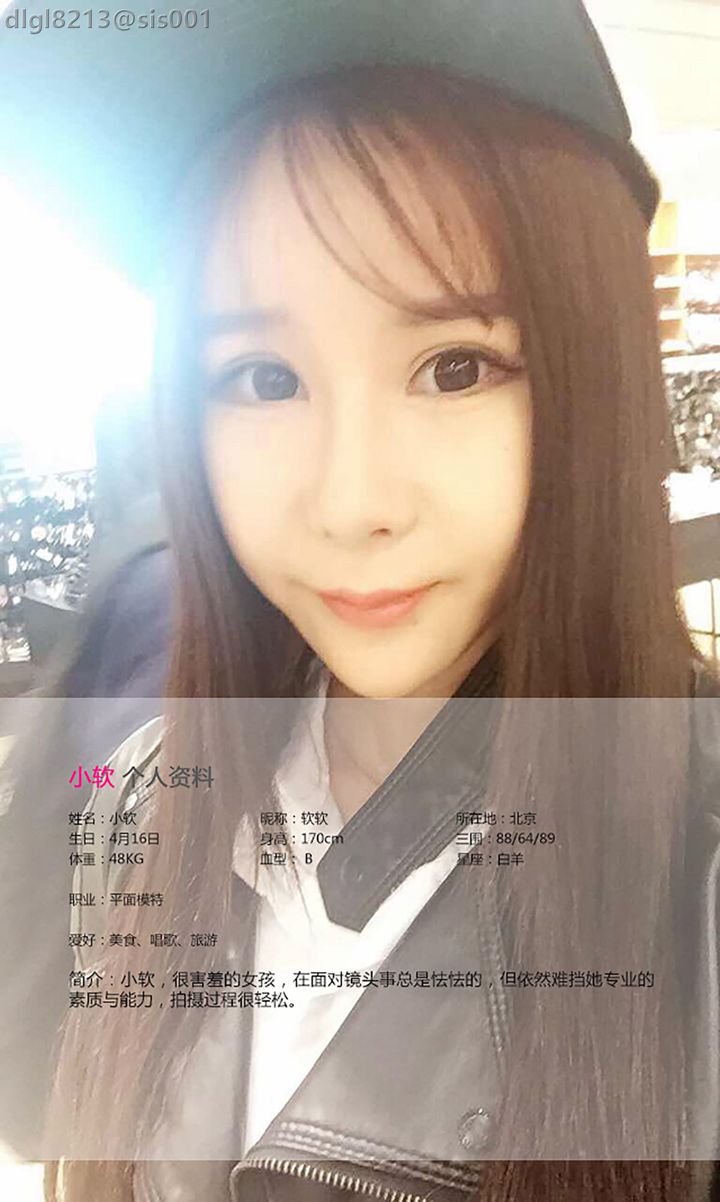 dlgl8213@sis001
小软 个人资料
姓名：小软 昵称：软软 所在地：北京
生日：4月16日 身高：170cm 三围：88/64/89
体重：48KG 血型： B 星座：白羊
职业：平面模特
爱好：美食、唱歌、旅游
简介：小软，很害羞的女孩，在面对镜头事总是怯怯的，但依然难挡她专业的
素质与能力，拍摄过程很轻松。